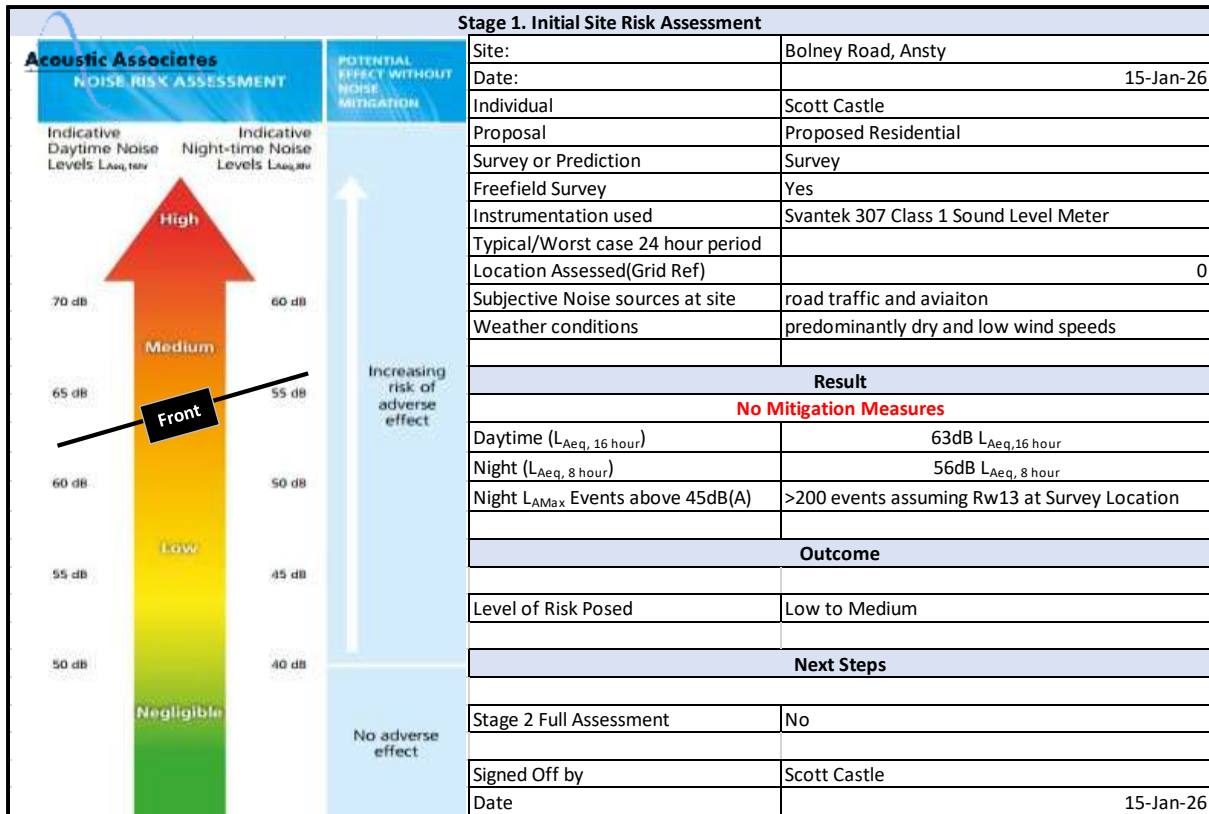 Stage 1. Initial Site Risk Assessment
Acoustic Associates
NOISE RISK ASSESSMENT
POTENTIAL
EFFECT WITHOUT
NOISE
MITIGATION
Indicative
Daytime Noise
Levels LAeq,16hr
Indicative
Night-time Noise
Levels LAeq,8hr
High
70 dB
60 dB
Medium
65 dB
55 dB
Front
60 dB
50 dB
Low
55 dB
45 dB
50 dB
40 dB
Negligible
Increasing
risk of
adverse
effect
No adverse
effect
Site: Bolney Road, Ansty
Date: 15-Jan-26
Individual Scott Castle
Proposal Proposed Residential
Survey or Prediction Survey
Freefield Survey Yes
Instrumentation used Svantek 307 Class 1 Sound Level Meter
Typical/Worst case 24 hour period
Location Assessed(Grid Ref) 0
Subjective Noise sources at site road traffic and aviaiton
Weather conditions predominantly dry and low wind speeds
Result
No Mitigation Measures
Daytime (LAeq, 16 hour) 63dB LAeq,16 hour
Night (LAeq, 8 hour) 56dB LAeq, 8 hour
Night LAMax Events above 45dB(A) >200 events assuming Rw13 at Survey Location
Outcome
Level of Risk Posed Low to Medium
Next Steps
Stage 2 Full Assessment No
Signed Off by Scott Castle
Date 15-Jan-26